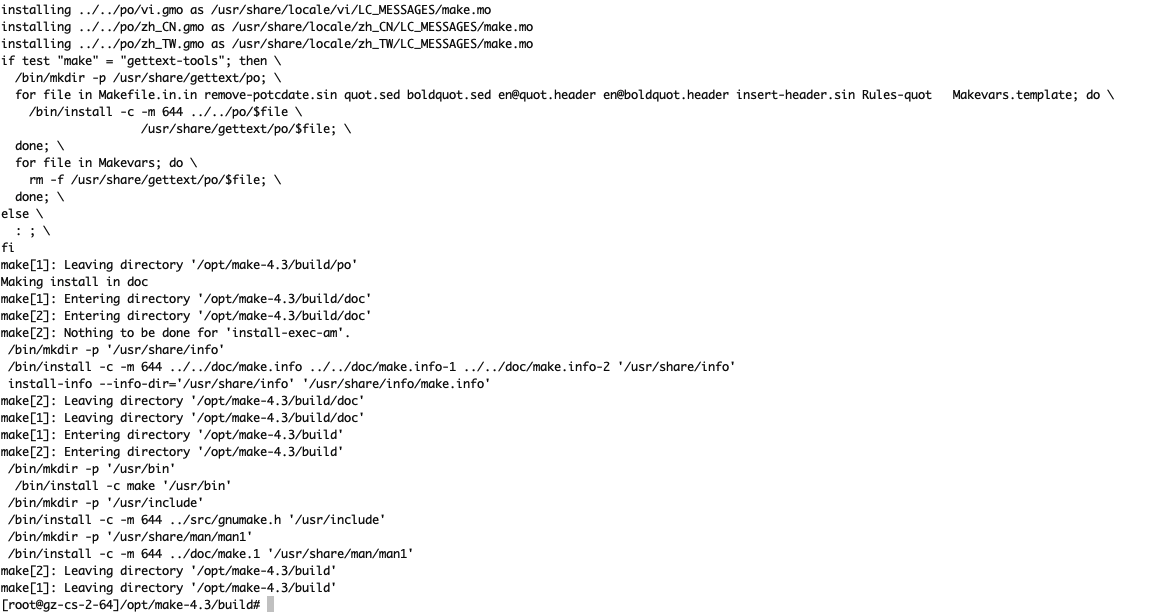 installing ../../po/vi.gmo as /usr/share/locale/vi/LC_MESSAGES/make.mo
installing ../../po/zh_CN.gmo as /usr/share/locale/zh_CN/LC_MESSAGES/make.mo
installing ../../po/zh_TW.gmo as /usr/share/locale/zh_TW/LC_MESSAGES/make.mo
if test "make" = "gettext-tools"; then \
  /bin/mkdir -p /usr/share/gettext/po; \
  for file in Makefile.in.in remove-potcdate.sin quot.sed boldquot.sed en@quot.header en@boldquot.header insert-header.sin Rules-quot   Makevars.template; do \
    /bin/install -c -m 644 ../../po/$file \
                    /usr/share/gettext/po/$file; \
  done; \
  for file in Makevars; do \
    rm -f /usr/share/gettext/po/$file; \
  done; \
else \
  : ; \
fi
make[1]: Leaving directory '/opt/make-4.3/build/po'
Making install in doc
make[1]: Entering directory '/opt/make-4.3/build/doc'
make[2]: Entering directory '/opt/make-4.3/build/doc'
make[2]: Nothing to be done for 'install-exec-am'.
 /bin/mkdir -p '/usr/share/info'
 /bin/install -c -m 644 ../../doc/make.info ../../doc/make.info-1 ../../doc/make.info-2 '/usr/share/info'
 install-info --info-dir='/usr/share/info' '/usr/share/info/make.info'
make[2]: Leaving directory '/opt/make-4.3/build/doc'
make[1]: Leaving directory '/opt/make-4.3/build/doc'
make[1]: Entering directory '/opt/make-4.3/build'
make[2]: Entering directory '/opt/make-4.3/build'
 /bin/mkdir -p '/usr/bin'
  /bin/install -c make '/usr/bin'
 /bin/mkdir -p '/usr/include'
 /bin/install -c -m 644 ../src/gnumake.h '/usr/include'
 /bin/mkdir -p '/usr/share/man/man1'
 /bin/install -c -m 644 ../doc/make.1 '/usr/share/man/man1'
make[2]: Leaving directory '/opt/make-4.3/build'
make[1]: Leaving directory '/opt/make-4.3/build'
[root@gz-cs-2-64]/opt/make-4.3/build#